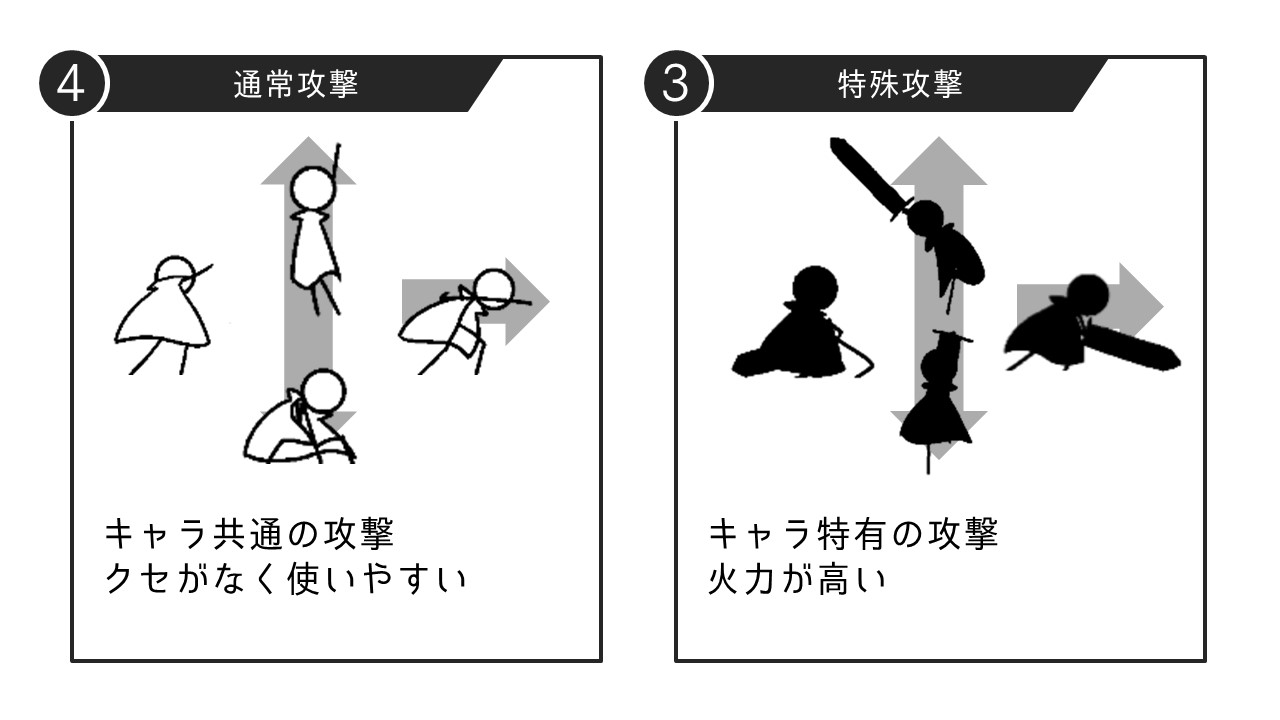 4 通常攻撃
キャラ共通の攻撃
クセがなく使いやすい
3 特殊攻撃
キャラ特有の攻撃
火力が高い